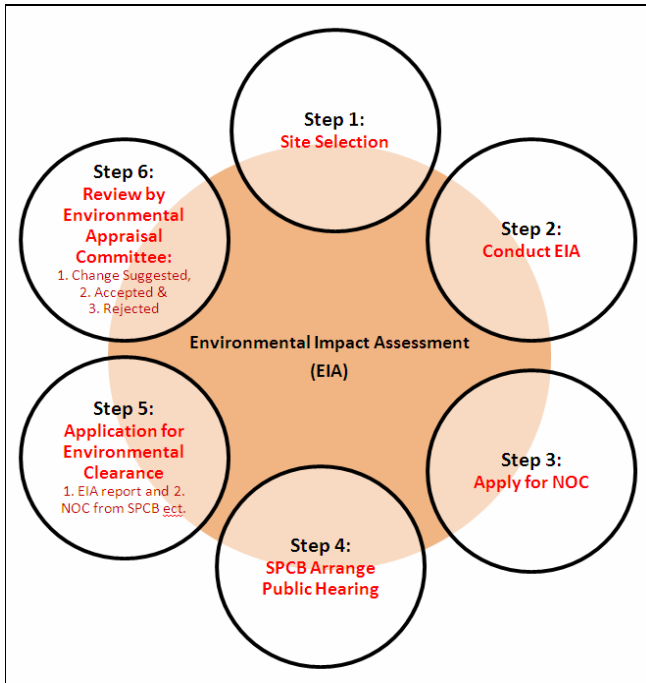 Step 1:
Site Selection
Step 2:
Conduct EIA
Step 3:
Apply for NOC
Step 4:
SPCB Arrange
Public Hearing
Step 5:
Application for
Environmental
Clearance
1. EIA report and 2.
NOC from SPCB ect.
Step 6:
Review by
Environmental
Appraisal
Committee:
1. Change Suggested,
2. Accepted &
3. Rejected
Environmental Impact Assessment
(EIA)